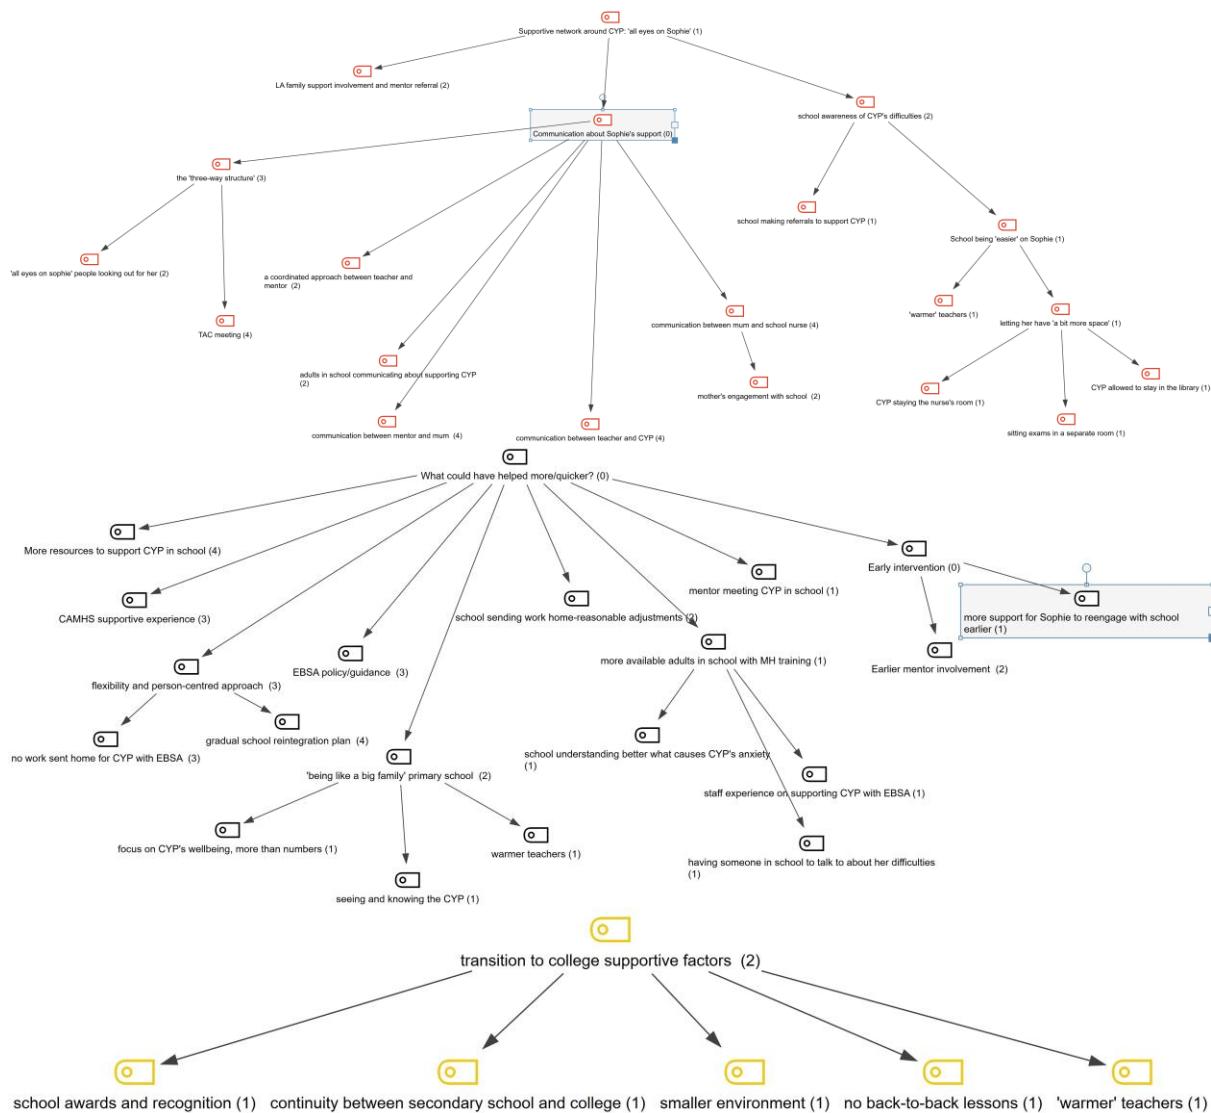 Supportive network around CYP: 'all eyes on Sophie' (1)
LA family support involvement and mentor referral (2)
school awareness of CYP's difficulties (2)
Communication about Sophie's support (0)
the 'three-way structure' (3)
school making referrals to support CYP (1)
School being 'easier' on Sophie (1)
'all eyes on sophie' people looking out for her (2)
a coordinated approach between teacher and
mentor (2)
'warmer' teachers (1)
communication between mum and school nurse (4)
letting her have 'a bit more space' (1)
TAC meeting (4)
adults in school communicating about supporting CYP
(2)
CYP allowed to stay in the library (1)
mother's engagement with school (2)
CYP staying the nurse's room (1)
communication between mentor and mum (4)
communication between teacher and CYP (4)
sitting exams in a separate room (1)
What could have helped more/quicker? (0)
More resources to support CYP in school (4)
Early intervention (0)
mentor meeting CYP in school (1)
CAMHS supportive experience (3)
school sending work home-reasonable adjustments (2)
more support for Sophie to reengage with school
earlier (1)
more available adults in school with MH training (1)
Earlier mentor involvement (2)
EBSA policy/guidance (3)
flexibility and person-centred approach (3)
gradual school reintegration plan (4)
no work sent home for CYP with EBSA (3)
school understanding better what causes CYP's anxiety
(1)
'being like a big family' primary school (2)
staff experience on supporting CYP with EBSA (1)
focus on CYP's wellbeing, more than numbers (1)
warmer teachers (1)
having someone in school to talk to about her difficulties
(1)
seeing and knowing the CYP (1)
transition to college supportive factors (2)
school awards and recognition (1)
continuity between secondary school and college (1)
smaller environment (1)
no back-to-back lessons (1)
'warmer' teachers (1)